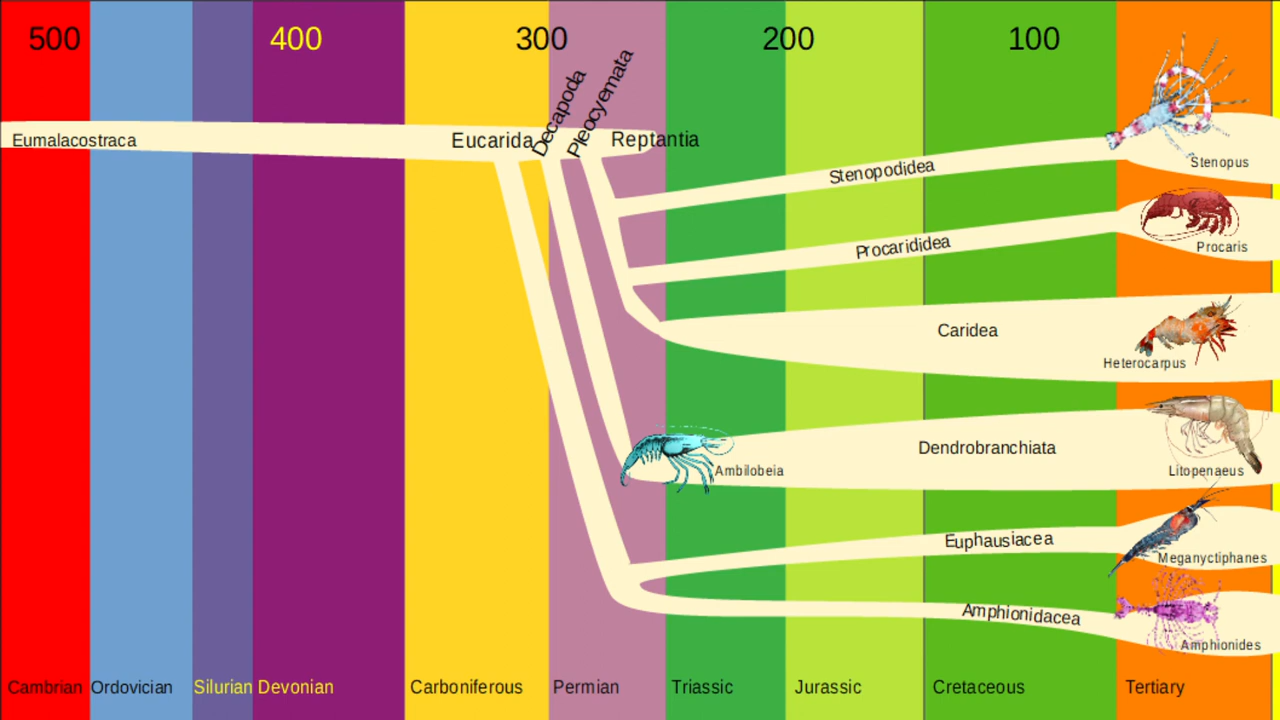 500 400 300 200 100
Decapoda
Pleocyemata
Eumalacostraca
Eucarida
Reptantia
Stenopodidea
Stenopus
Procarididea
Procaris
Caridea
Heterocarpus
Dendrobranchiata
Litopenaeus
Ambilobeia
Euphausiacea
Meganyctiphanes
Amphionidacea
Amphionides
Cambrian Ordovician Silurian Devonian Carboniferous Permian Triassic Jurassic Cretaceous Tertiary